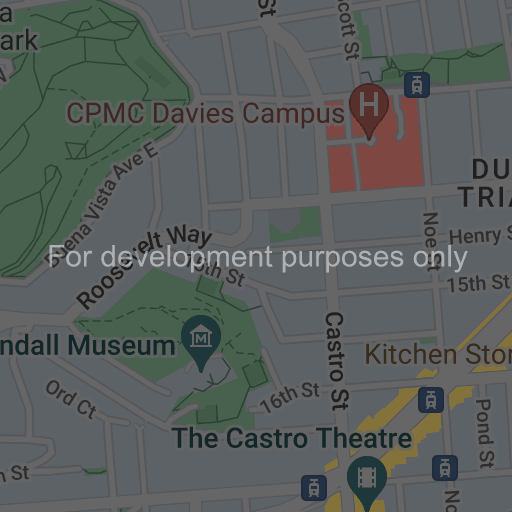 a
ark
St
cott St
CPMC Davies Campus
H
DU
TRIA
Buena Vista Ave E
Roosevelt Way
Noe St
Henry S
For development purposes only
15th St
15th St
ndall Museum
M
Castro St
Kitchen Stor
Ord Ct
16th St
Pond St
The Castro Theatre
h St
No